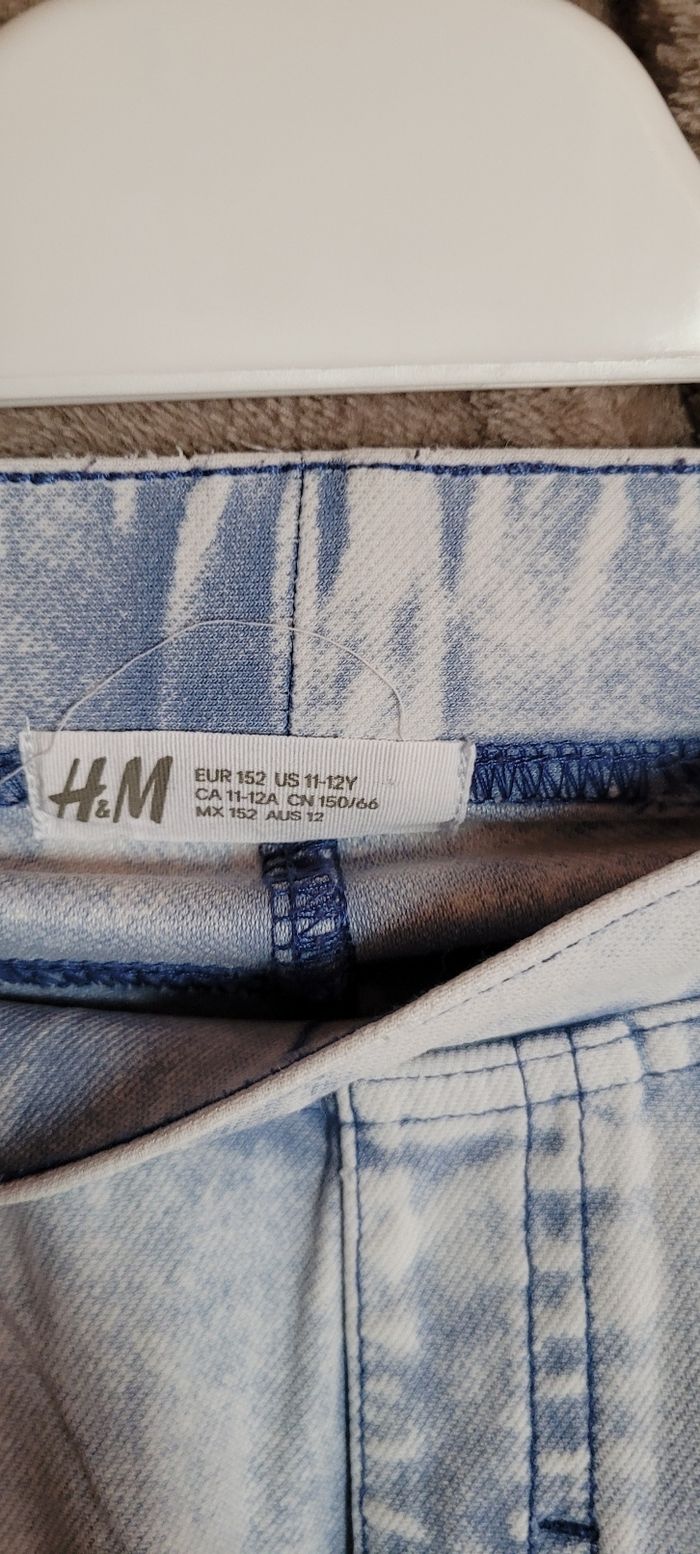 H&M
EUR 152 US 11-12Y
CA 11-12A CN 150/66
MX 152 AUS 12